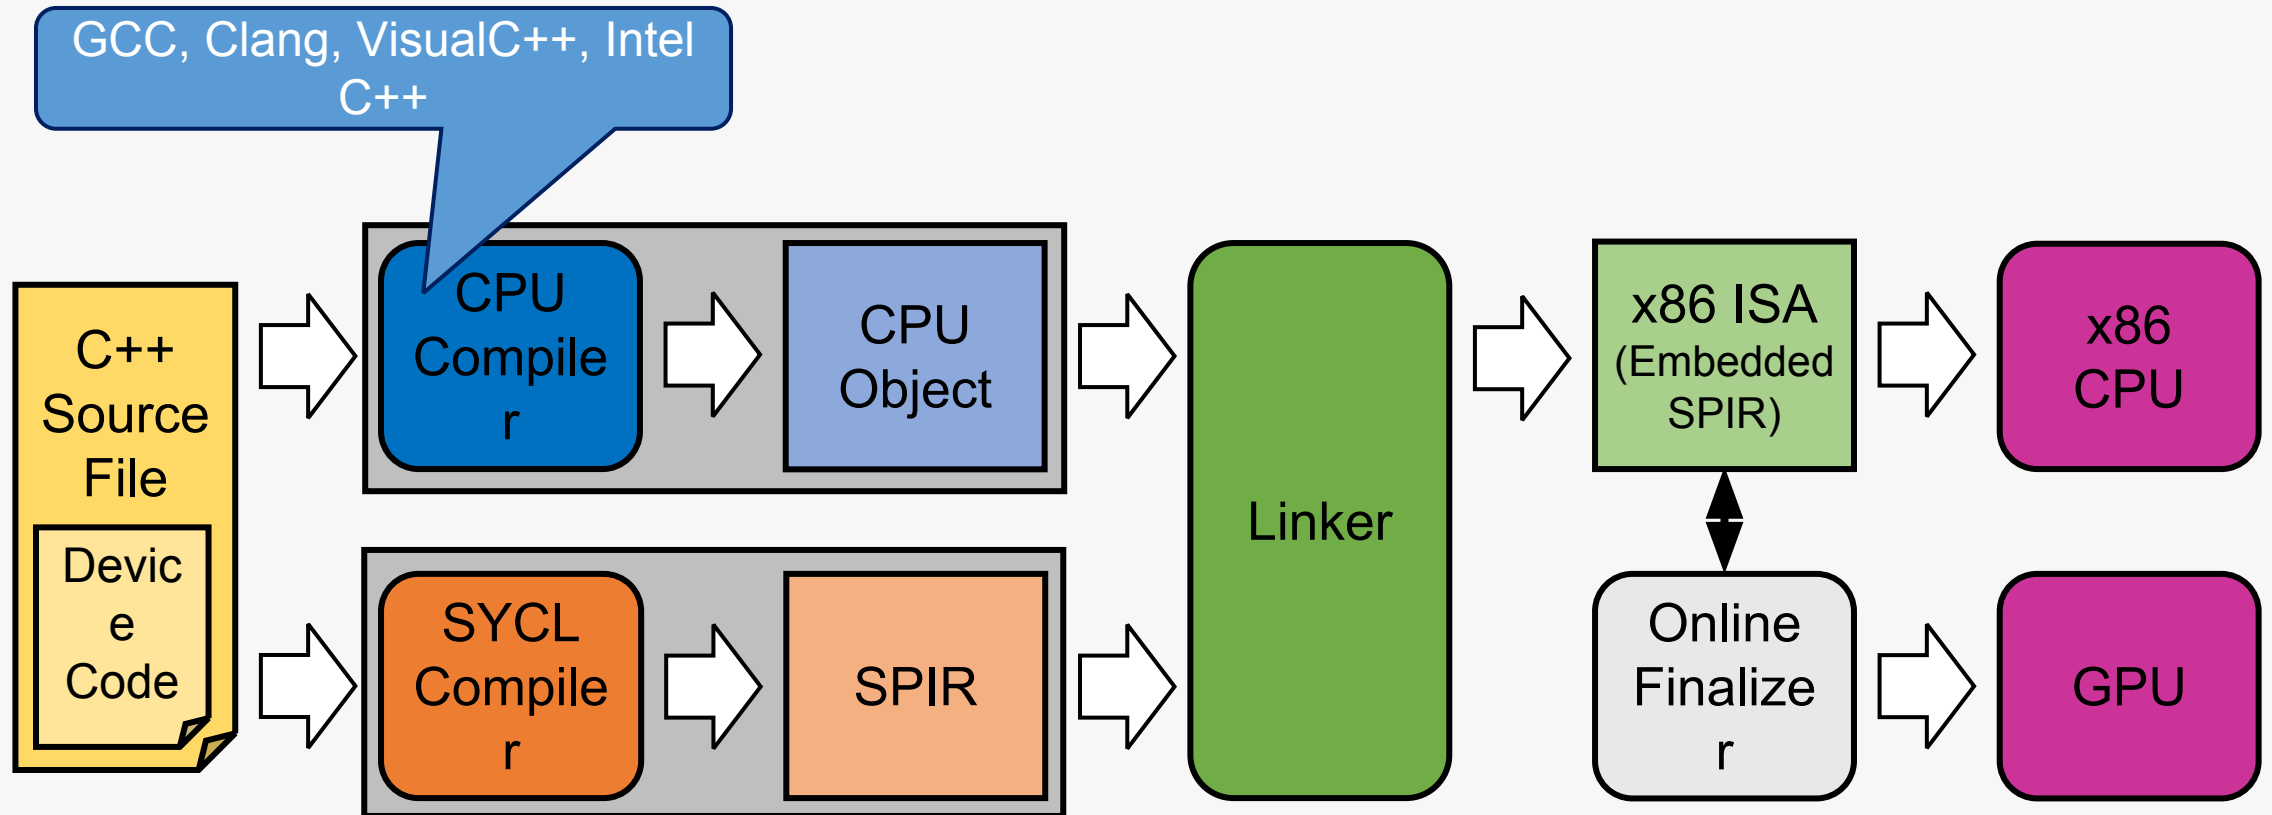 GCC, Clang, VisualC++, Intel
C++
C++
Source
File
Devic
e
Code
CPU
Compile
r
CPU
Object
SYCL
Compile
r
SPIR
Linker
x86 ISA
(Embedded
SPIR)
x86
CPU
Online
Finalize
r
GPU